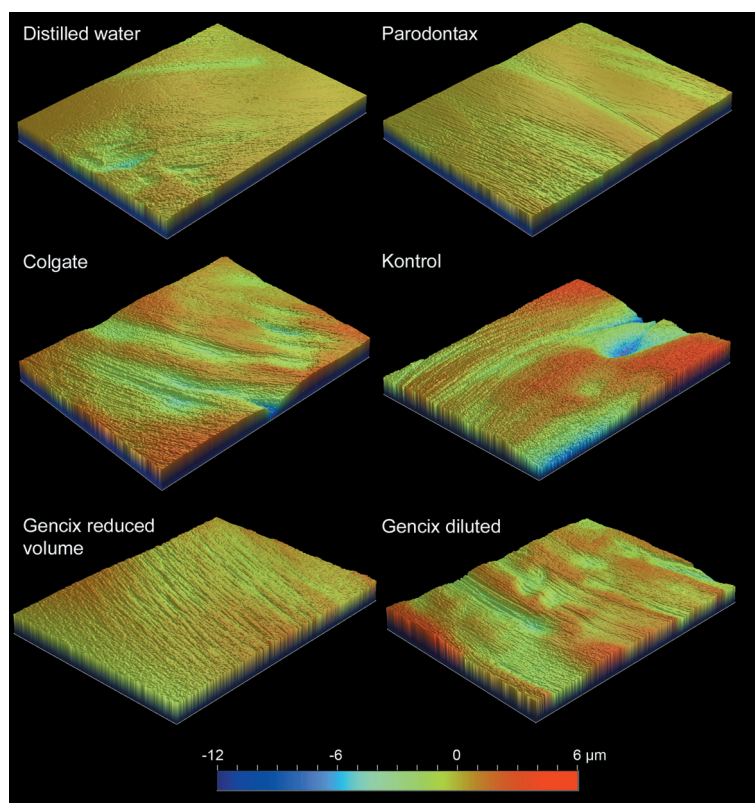 Distilled water
Parodontax
Colgate
Kontrol
Gencix reduced
volume
Gencix diluted
-12 -6 0 6 µm